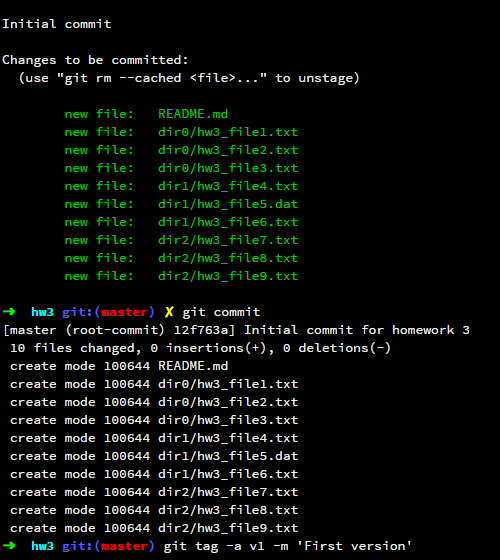 Initial commit
Changes to be committed:
  (use "git rm --cached <file>..." to unstage)
        new file:   README.md
        new file:   dir0/hw3_file1.txt
        new file:   dir0/hw3_file2.txt
        new file:   dir0/hw3_file3.txt
        new file:   dir1/hw3_file4.txt
        new file:   dir1/hw3_file5.dat
        new file:   dir1/hw3_file6.txt
        new file:   dir2/hw3_file7.txt
        new file:   dir2/hw3_file8.txt
        new file:   dir2/hw3_file9.txt
➜  hw3 git:(master) ✗ git commit
[master (root-commit) 12f763a] Initial commit for homework 3
 10 files changed, 0 insertions(+), 0 deletions(-)
 create mode 100644 README.md
 create mode 100644 dir0/hw3_file1.txt
 create mode 100644 dir0/hw3_file2.txt
 create mode 100644 dir0/hw3_file3.txt
 create mode 100644 dir1/hw3_file4.txt
 create mode 100644 dir1/hw3_file5.dat
 create mode 100644 dir1/hw3_file6.txt
 create mode 100644 dir2/hw3_file7.txt
 create mode 100644 dir2/hw3_file8.txt
 create mode 100644 dir2/hw3_file9.txt
➜  hw3 git:(master) git tag -a v1 -m 'First version'